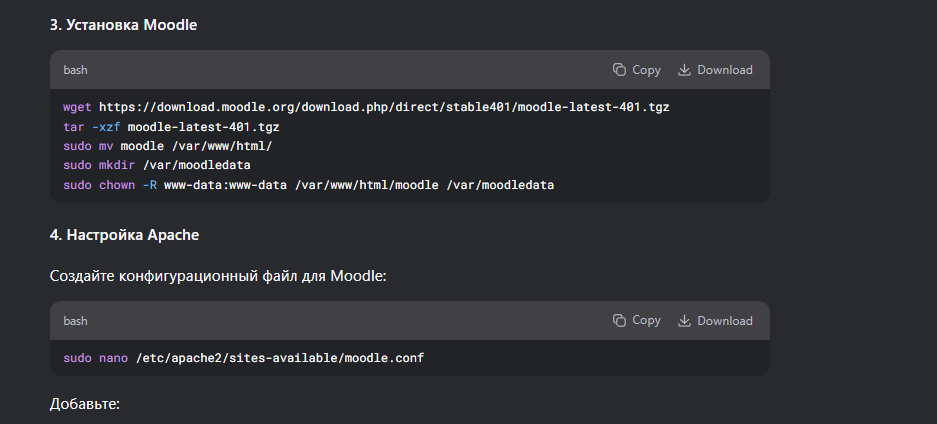 3. Установка Moodle
bash
Copy
Download
wget https://download.moodle.org/download.php/direct/stable401/moodle-latest-401.tgz
tar -xzf moodle-latest-401.tgz
sudo mv moodle /var/www/html/
sudo mkdir /var/moodledata
sudo chown -R www-data:www-data /var/www/html/moodle /var/moodledata
4. Настройка Apache
Создайте конфигурационный файл для Moodle:
bash
Copy
Download
sudo nano /etc/apache2/sites-available/moodle.conf
Добавьте: